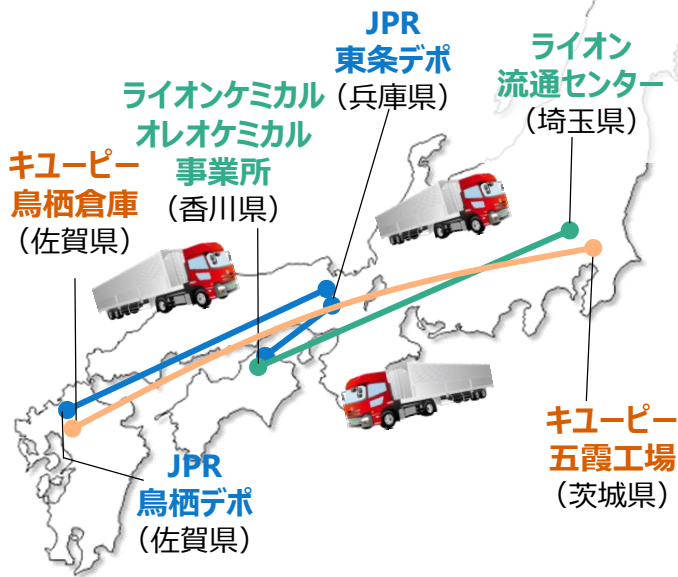 JPR
東条デポ
（兵庫県）
ライオン
流通センター
（埼玉県）
ライオンケミカル
オレオケミカル
事業所
（香川県）
キユーピー
鳥栖倉庫
（佐賀県）
キユーピー
五霞工場
（茨城県）
JPR
鳥栖デポ
（佐賀県）